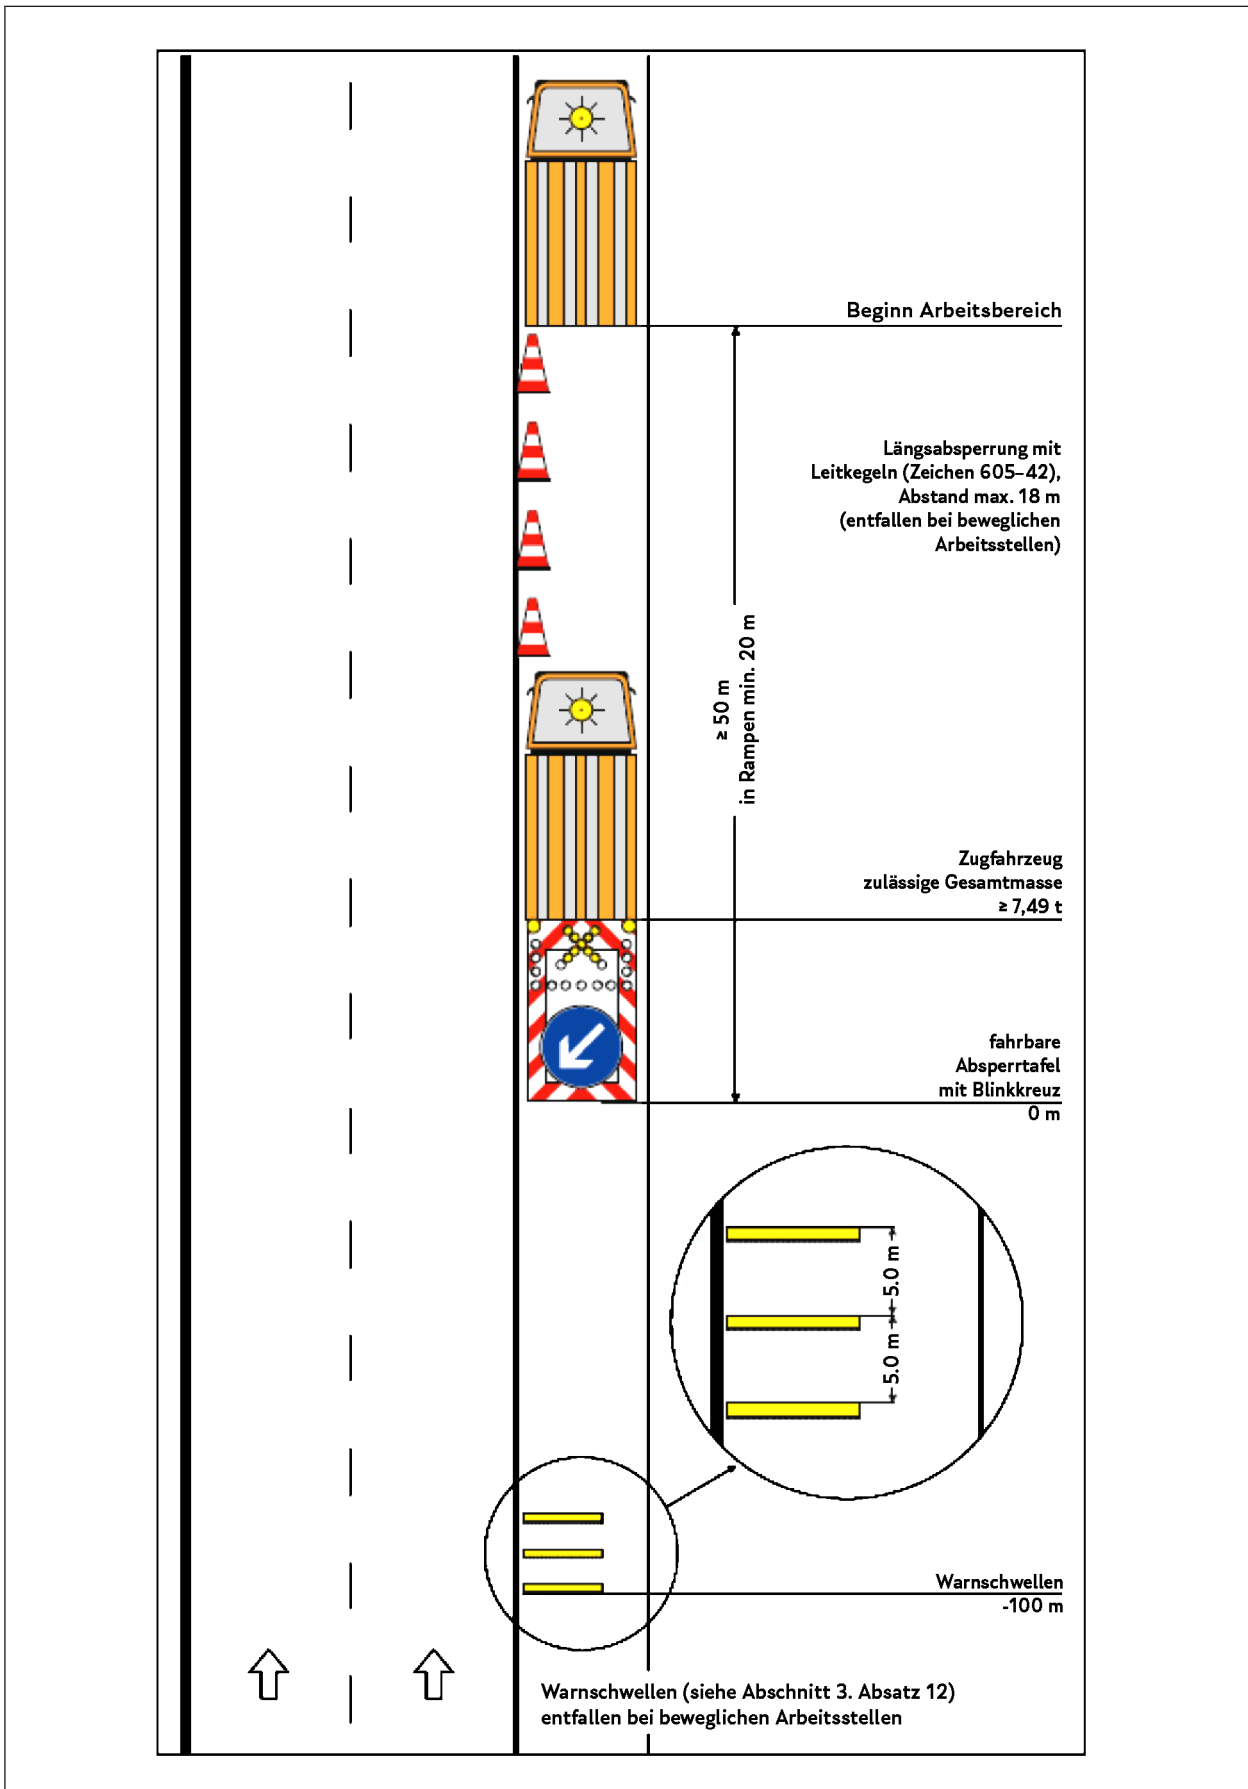 Beginn Arbeitsbereich
Längsabsperrung mit
Leitkegeln (Zeichen 605-42),
Abstand max. 18 m
(entfallen bei beweglichen
Arbeitsstellen)
≥ 50 m
in Rampen min. 20 m
Zugfahrzeug
zulässige Gesamtmasse
≥ 7,49 t
fahrbare
Absperrtafel
mit Blinkkreuz
0 m
5.0 m
5.0 m
Warnschwellen
-100 m
Warnschwellen (siehe Abschnitt 3. Absatz 12)
entfallen bei beweglichen Arbeitsstellen